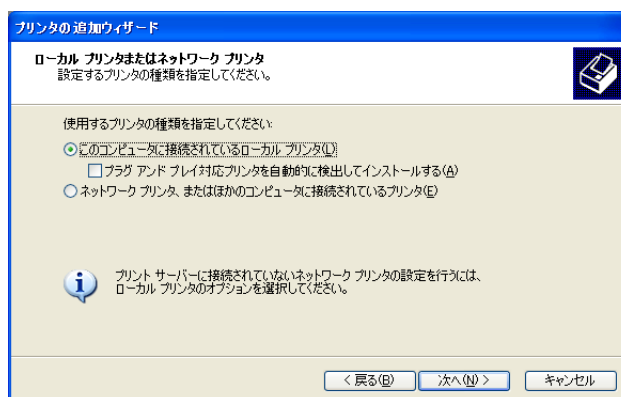 プリンタの追加ウィザード
ローカル プリンタまたはネットワーク プリンタ
設定するプリンタの種類を指定してください。
使用するプリンタの種類を指定してください:
このコンピュータに接続されているローカル プリンタ(L)
プラグ アンド プレイ対応プリンタを自動的に検出してインストールする(A)
ネットワーク プリンタ、またはほかのコンピュータに接続されているプリンタ(E)
プリント サーバーに接続されていないネットワーク プリンタの設定を行うには、
ローカル プリンタのオプションを選択してください。
< 戻る(B) 次へ(N) > キャンセル